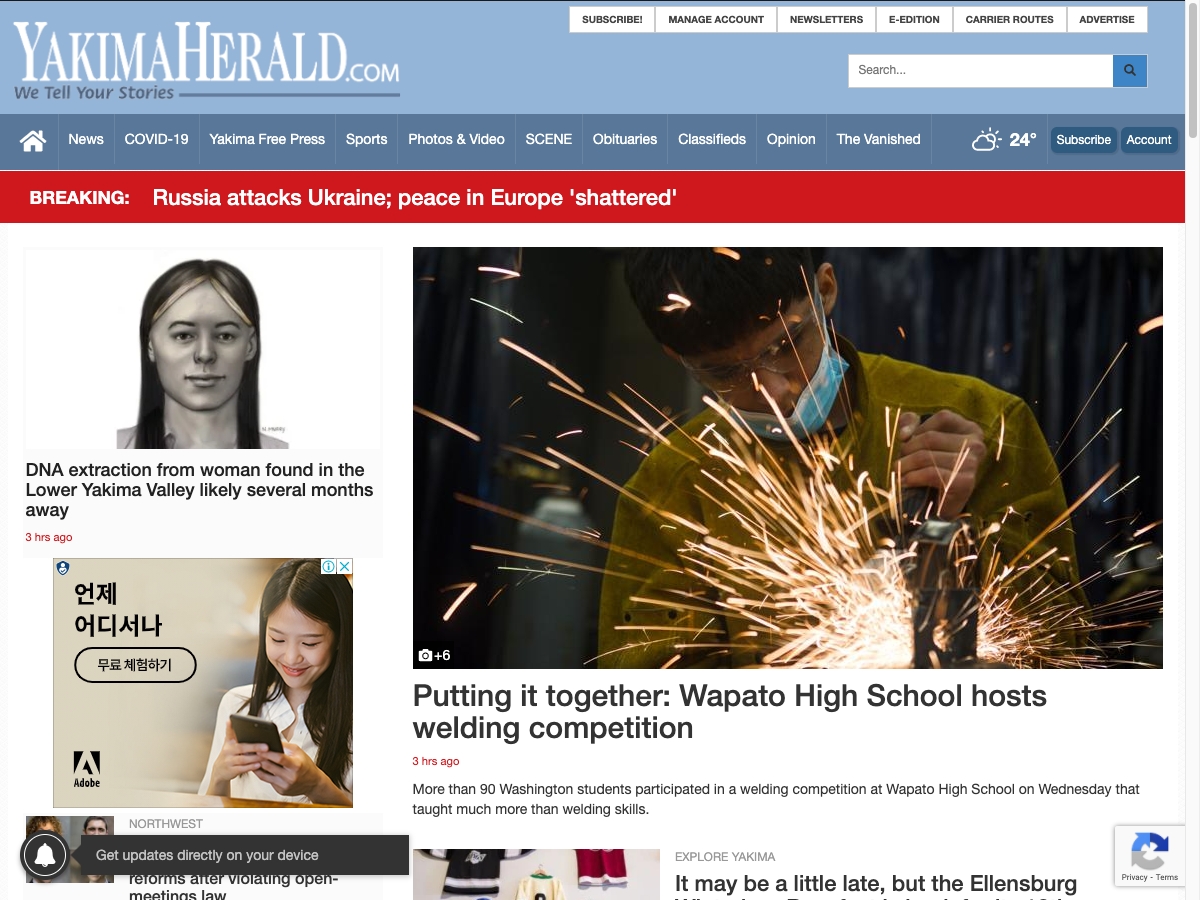 SUBSCRIBE!
MANAGE ACCOUNT
NEWSLETTERS
E-EDITION
CARRIER ROUTES
ADVERTISE
YAKIMAHERALD.COM
We Tell Your Stories
Search...
News
COVID-19
Yakima Free Press
Sports
Photos & Video
SCENE
Obituaries
Classifieds
Opinion
The Vanished
24°
Subscribe
Account
BREAKING: Russia attacks Ukraine; peace in Europe 'shattered'
DNA extraction from woman found in the
Lower Yakima Valley likely several months
away
3 hrs ago
언제
어디서나
무료 체험하기
Adobe
NORTHWEST
Get updates directly on your device
reforms after violating open-
meetings law
+6
Putting it together: Wapato High School hosts
welding competition
3 hrs ago
More than 90 Washington students participated in a welding competition at Wapato High School on Wednesday that
taught much more than welding skills.
EXPLORE YAKIMA
It may be a little late, but the Ellensburg
Privacy - Terms